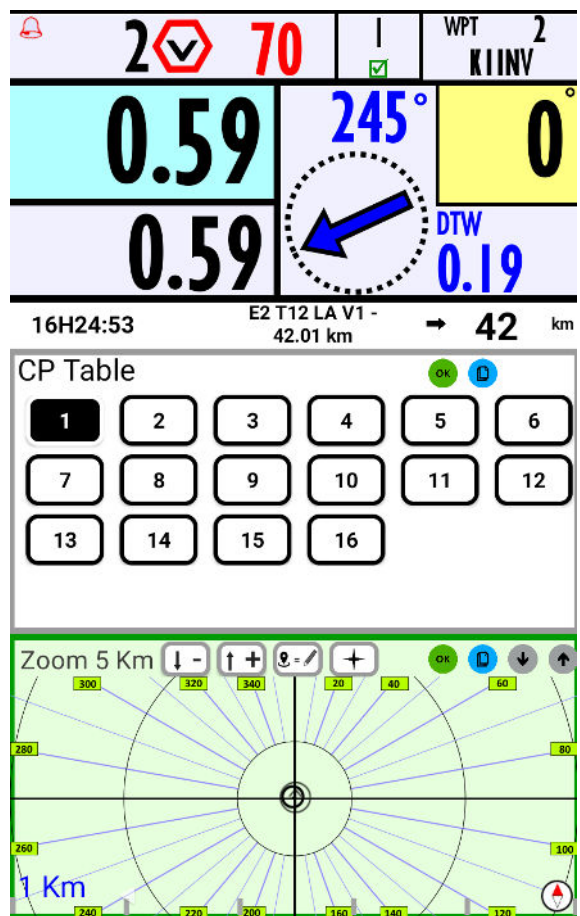 2 V 70 1 WPT 2
K1INV
0.59 245° 0°
0.59 DTW
0.19
16H24:53 E2 T12 LA V1 -
42.01 km ➡ 42 km
CP Table OK
1 2 3 4 5 6
7 8 9 10 11 12
13 14 15 16
Zoom 5 Km - + = OK
300 320 340 20 40 60
280 80
260 100
1 Km
240 220 200 160 140 120